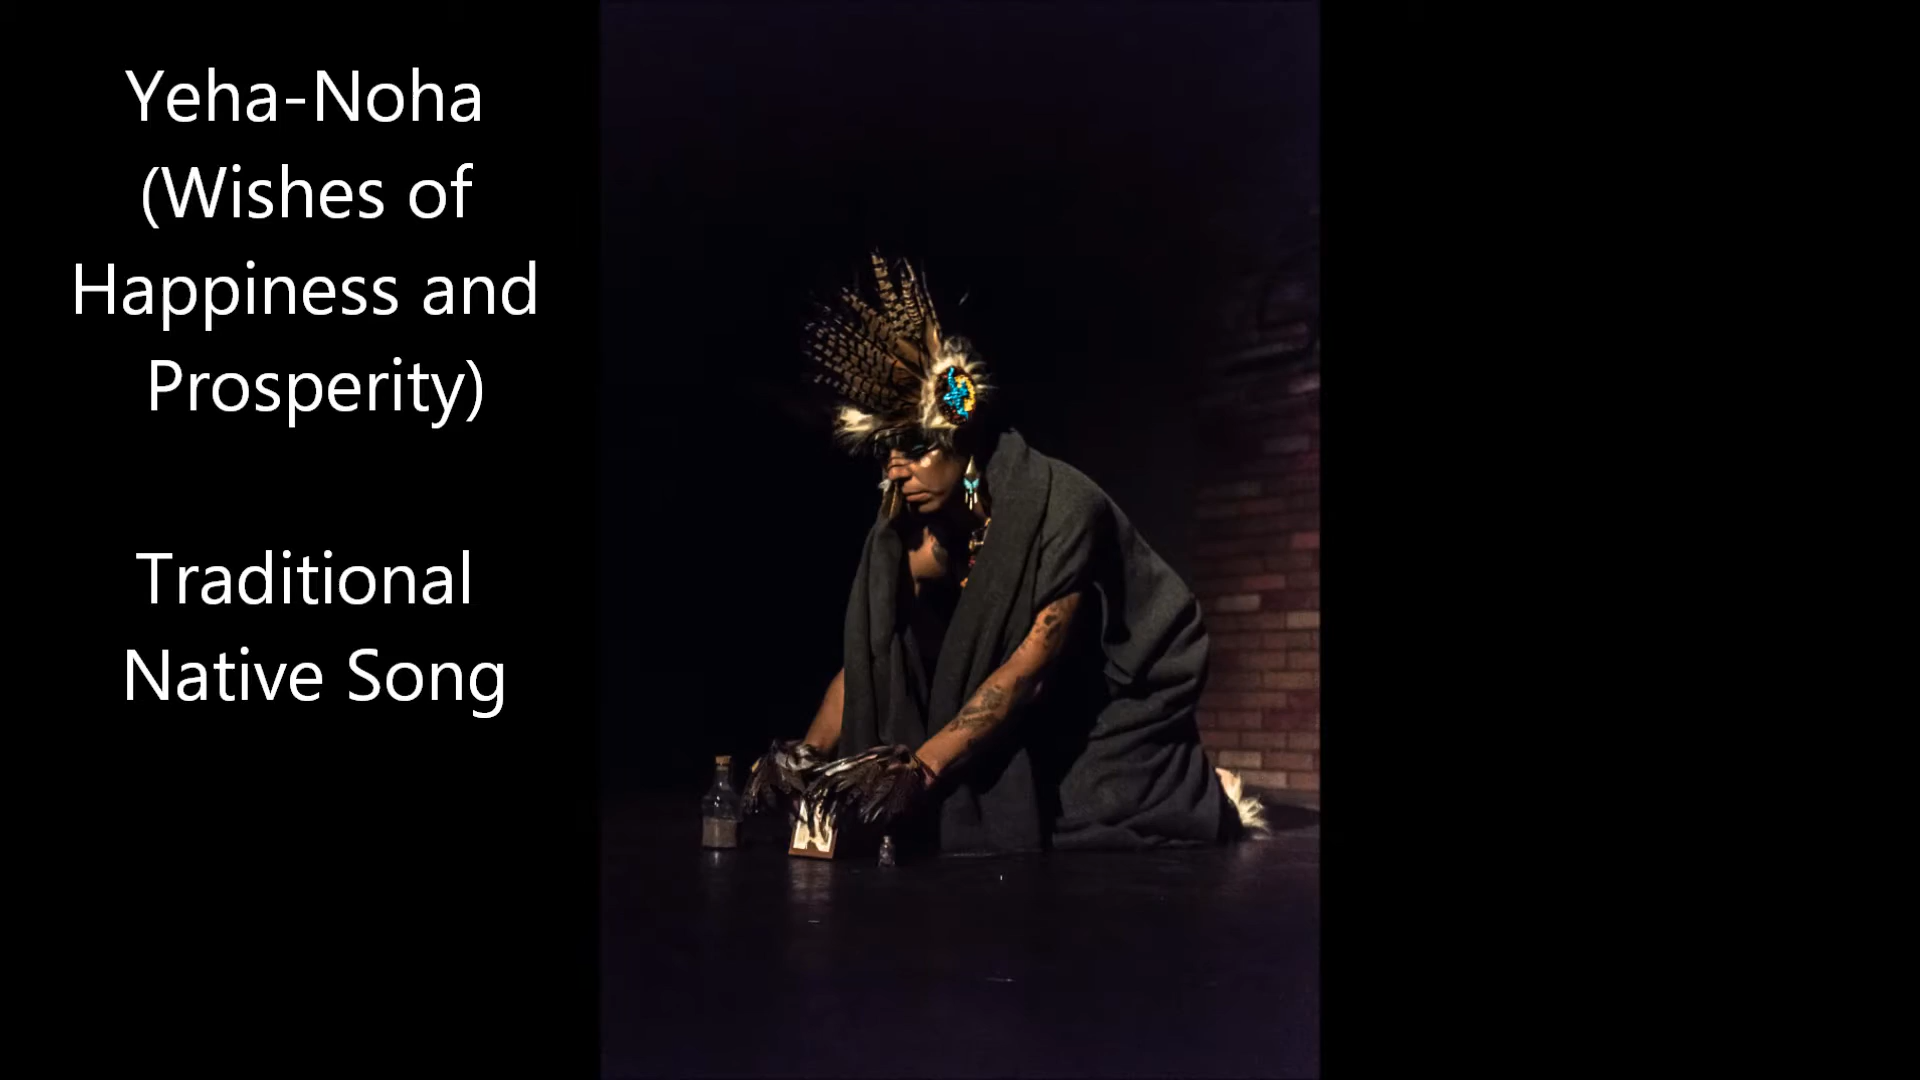 Yeha-Noha
(Wishes of
Happiness and
Prosperity)
Traditional
Native Song